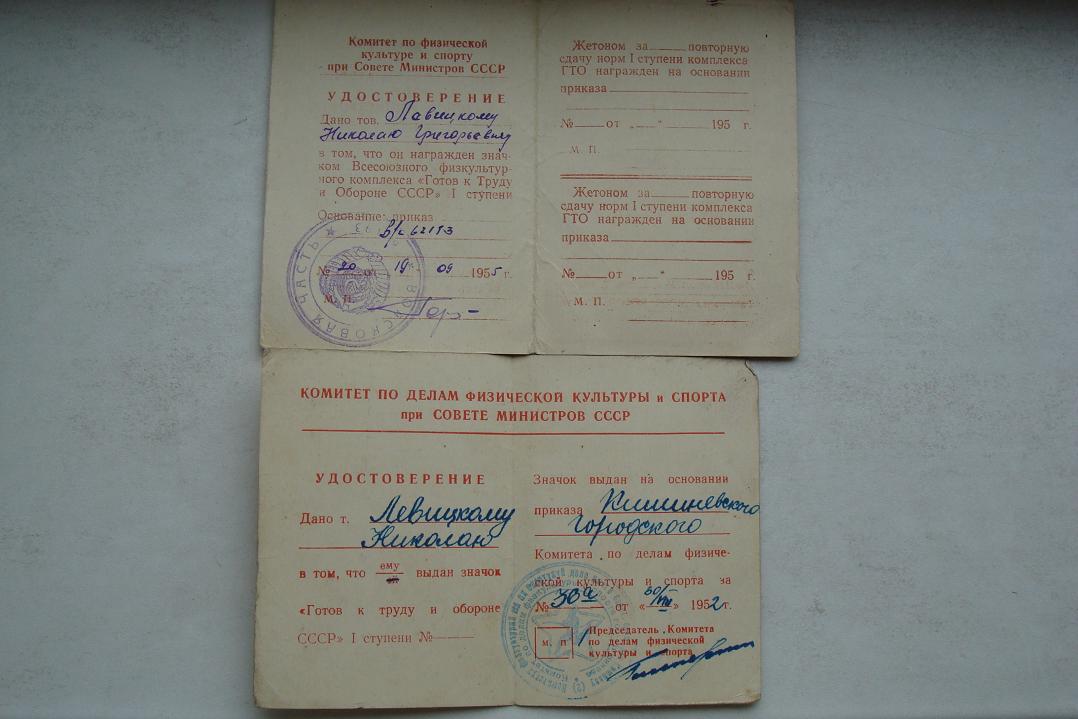 Комитет по физической
культуре и спорту
при Совете Министров СССР
УДОСТОВЕРЕНИЕ
Дано тов. Лавицкому
Николаю Григорьевичу
в том, что он награжден знач-
ком Всесоюзного физкультур-
ного комплекса «Готов к Труду
и Обороне СССР» I ступени
Основание: приказ
В/ч 62193
№ 20 от 19 09 1955 г.
М. П.
ВОЙСКОВАЯ ЧАСТЬ
Жетоном за повторную
сдачу норм I ступени комплекса
ГТО награжден на основании
приказа
№ от „ “ 195 г.
М. П.
Жетоном за повторную
сдачу норм I ступени комплекса
ГТО награжден на основании
приказа
№ от „ “ 195 г.
М. П.
КОМИТЕТ ПО ДЕЛАМ ФИЗИЧЕСКОЙ КУЛЬТУРЫ и СПОРТА
при СОВЕТЕ МИНИСТРОВ СССР
УДОСТОВЕРЕНИЕ
Дано т. Левицкому
Николаю
в том, что ему выдан значок
«Готов к труду и обороне
СССР» I ступени №
Значок выдан на основании
приказа Кишиневского
Городского
Комитета по делам физиче-
ской культуры и спорта за
№ 30 от «30/VIII» 1952 г.
М. П. Председатель Комитета
по делам физической
культуры и спорта